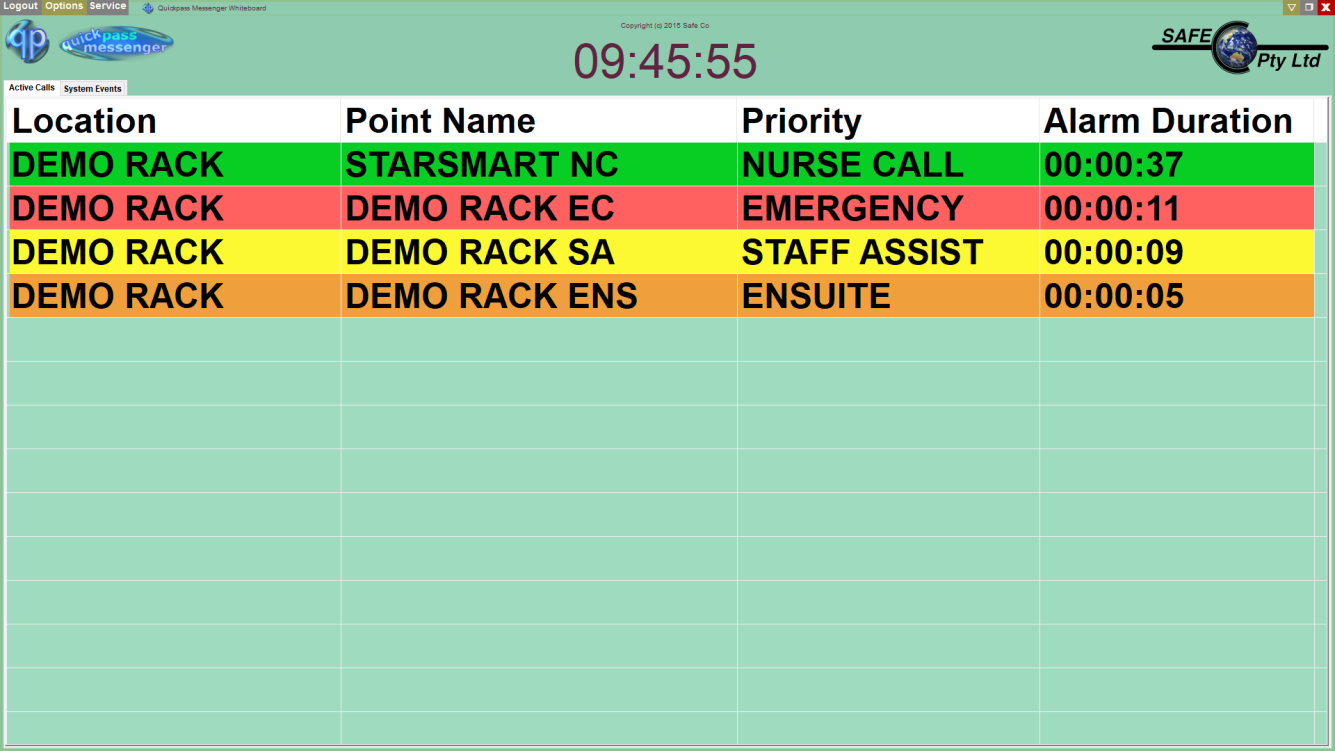 Logout Options Service Quickpass Messenger Whiteboard
Copyright (c) 2015 Safe Co
qp quickpass messenger
09:45:55
SAFE Pty Ltd
Active Calls System Events
Location Point Name Priority Alarm Duration
DEMO RACK STARSMART NC NURSE CALL 00:00:37
DEMO RACK DEMO RACK EC EMERGENCY 00:00:11
DEMO RACK DEMO RACK SA STAFF ASSIST 00:00:09
DEMO RACK DEMO RACK ENS ENSUITE 00:00:05